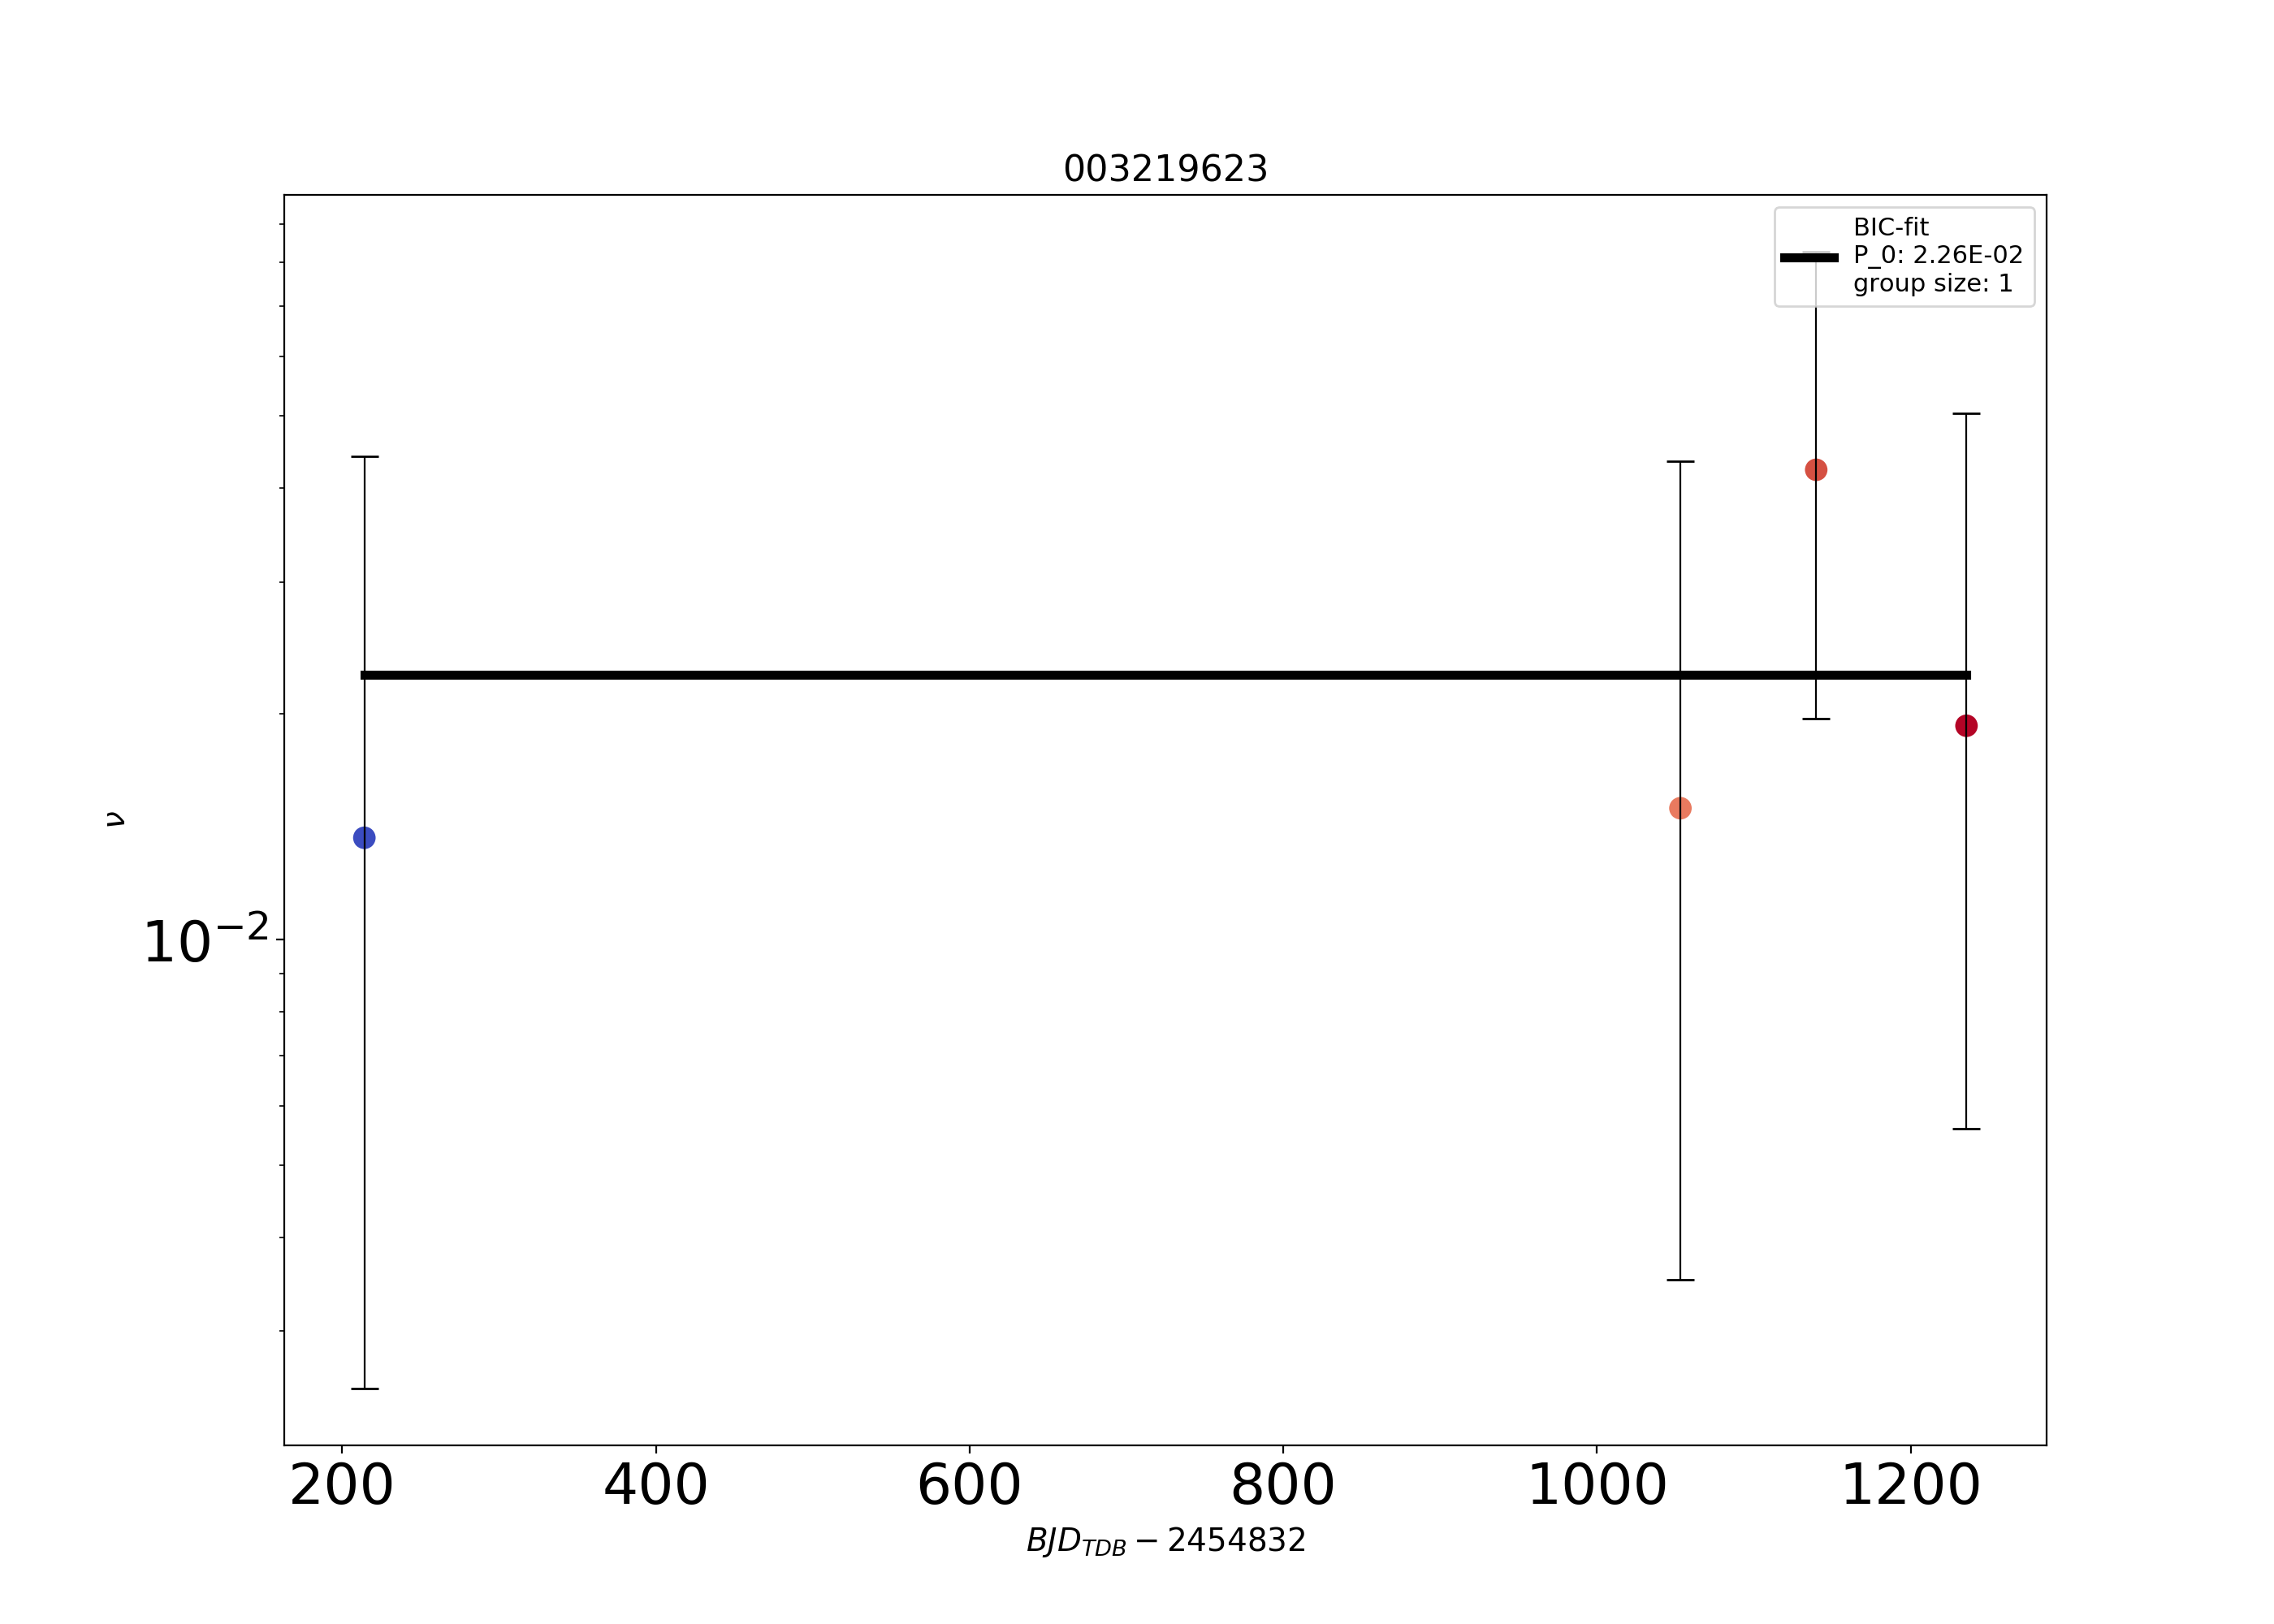 003219623
BIC-fit
P_0: 2.26E-02
group size: 1
ν
10⁻²
200 400 600 800 1000 1200
BJD_TDB − 2454832